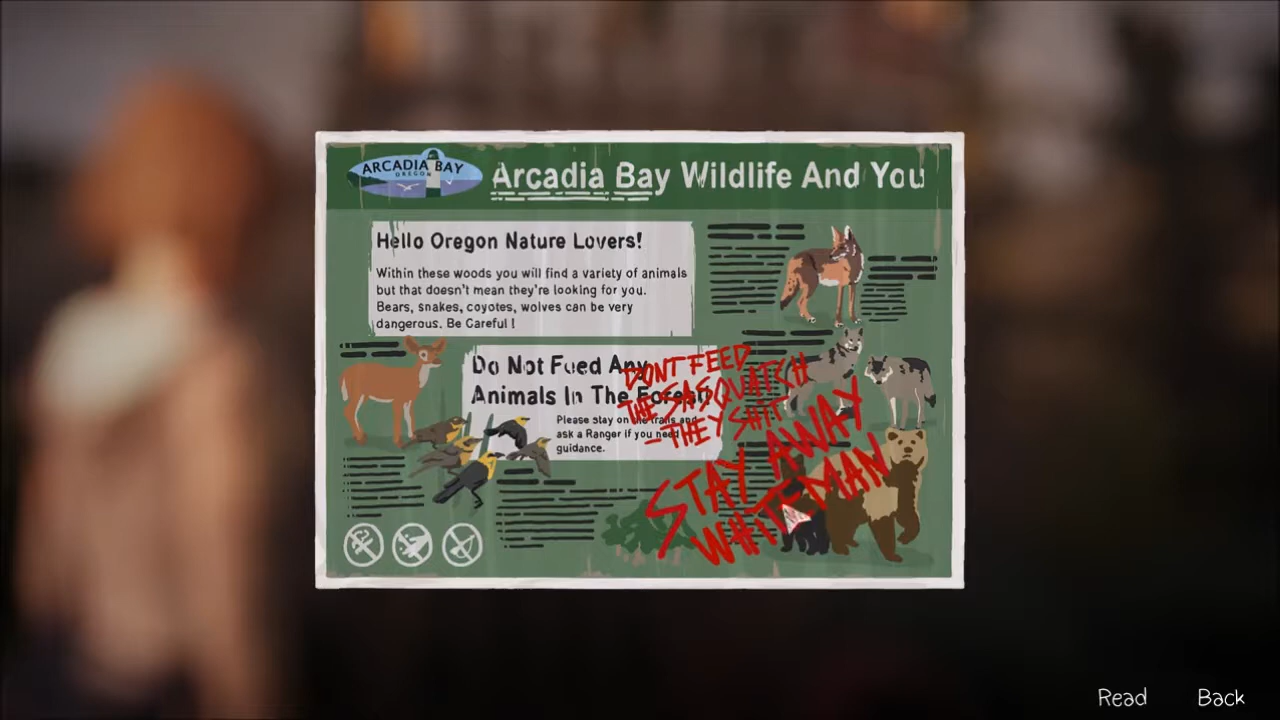 ARCADIA BAY
OREGON
Arcadia Bay Wildlife And You
Hello Oregon Nature Lovers!
Within these woods you will find a variety of animals
but that doesn't mean they're looking for you.
Bears, snakes, coyotes, wolves can be very
dangerous. Be Careful !
Do Not Feed Any
Animals In The Forest!
Please stay on the trails and
ask a Ranger if you need
guidance.
DONT FEED
THE SASQUATCH
-THEY SHIT
STAY AWAY
WHITE MAN
Read
Back